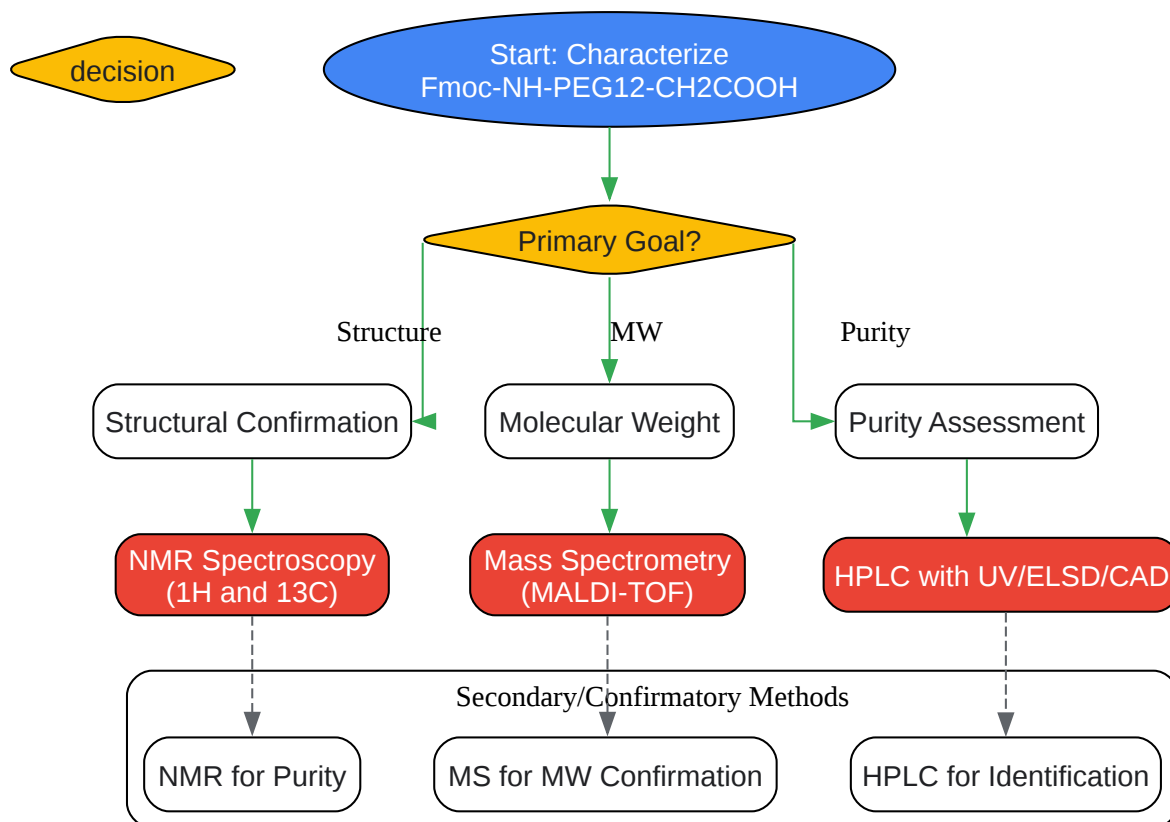 decision
Start: Characterize
Fmoc-NH-PEG12-CH2COOH
Primary Goal?
Structure
MW
Purity
Structural Confirmation
Molecular Weight
Purity Assessment
NMR Spectroscopy
(1H and 13C)
Mass Spectrometry
(MALDI-TOF)
HPLC with UV/ELSD/CAD
Secondary/Confirmatory Methods
NMR for Purity
MS for MW Confirmation
HPLC for Identification